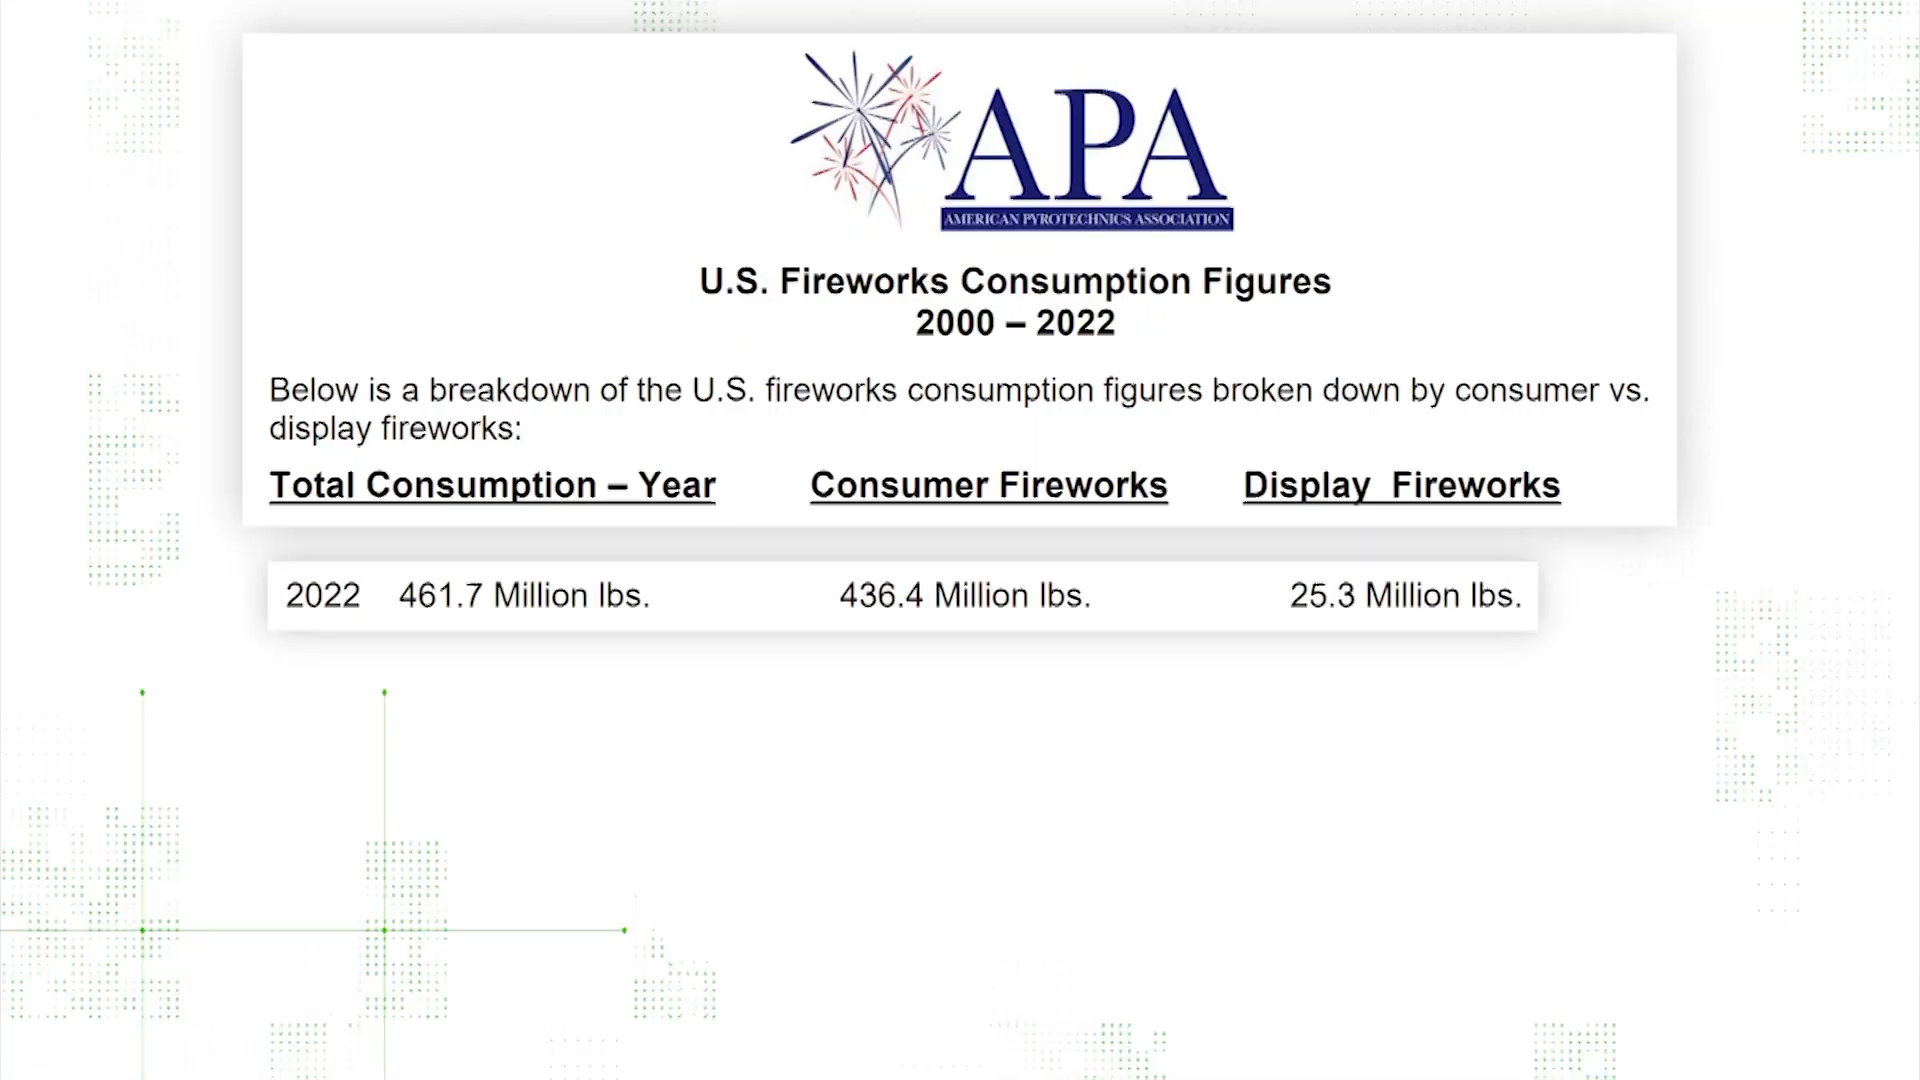 APA
AMERICAN PYROTECHNICS ASSOCIATION
U.S. Fireworks Consumption Figures
2000 – 2022
Below is a breakdown of the U.S. fireworks consumption figures broken down by consumer vs.
display fireworks:
Total Consumption – Year Consumer Fireworks Display Fireworks
2022 461.7 Million lbs. 436.4 Million lbs. 25.3 Million lbs.